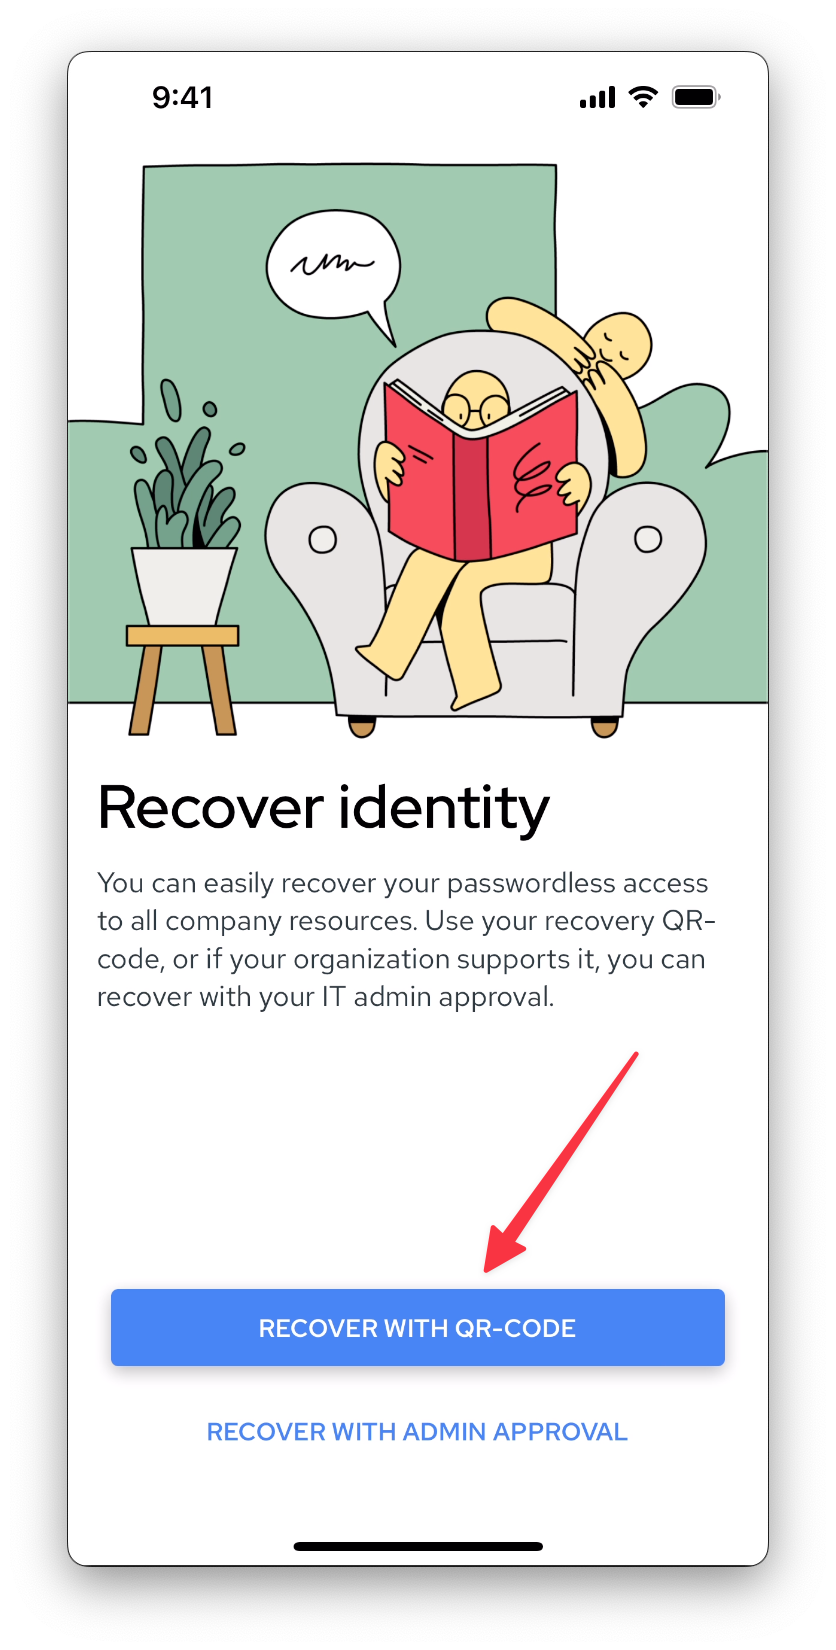 9:41
Recover identity
You can easily recover your passwordless access
to all company resources. Use your recovery QR-
code, or if your organization supports it, you can
recover with your IT admin approval.
RECOVER WITH QR-CODE
RECOVER WITH ADMIN APPROVAL